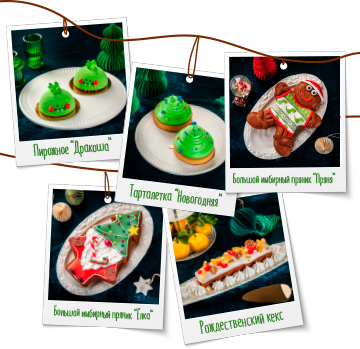 Пирожное "Дракоша"
Тарталетка "Новогодняя"
Большой имбирный пряник "Пряня"
Большой имбирный пряник "Ёлка"
Рождественский кекс